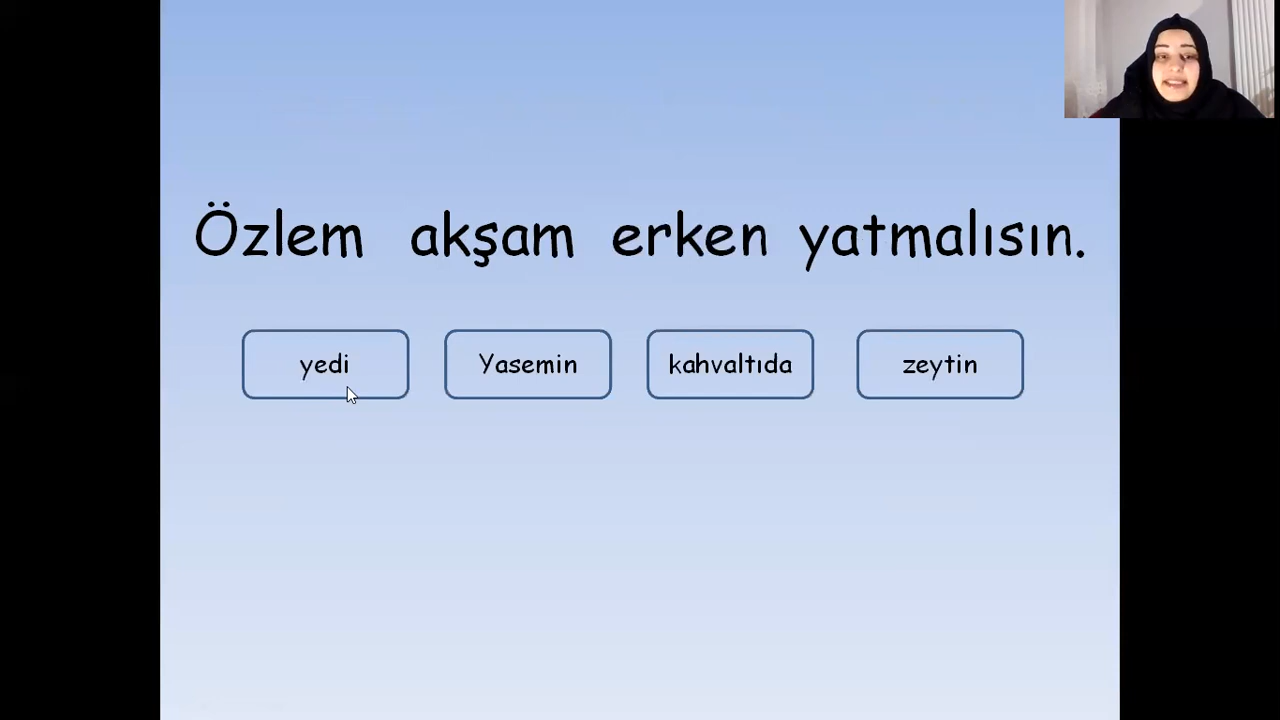 Özlem akşam erken yatmalısın.
yedi Yasemin kahvaltıda zeytin